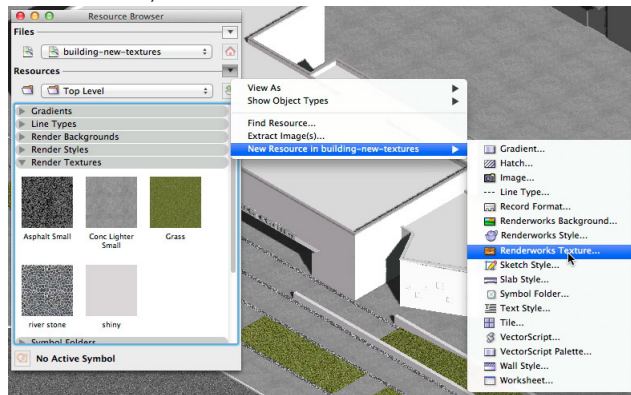 Resource Browser
Files
building-new-textures
Resources
Top Level
Gradients
Line Types
Render Backgrounds
Render Styles
Render Textures
Asphalt Small
Conc Lighter
Small
Grass
river stone
shiny
Symbol Folders
No Active Symbol
View As
Show Object Types
Find Resource...
Extract Image(s)...
New Resource in building-new-textures
Gradient...
Hatch...
Image...
Line Type...
Record Format...
Renderworks Background...
Renderworks Style...
Renderworks Texture...
Sketch Style...
Slab Style...
Symbol Folder...
Text Style...
Tile...
VectorScript...
VectorScript Palette...
Wall Style...
Worksheet...